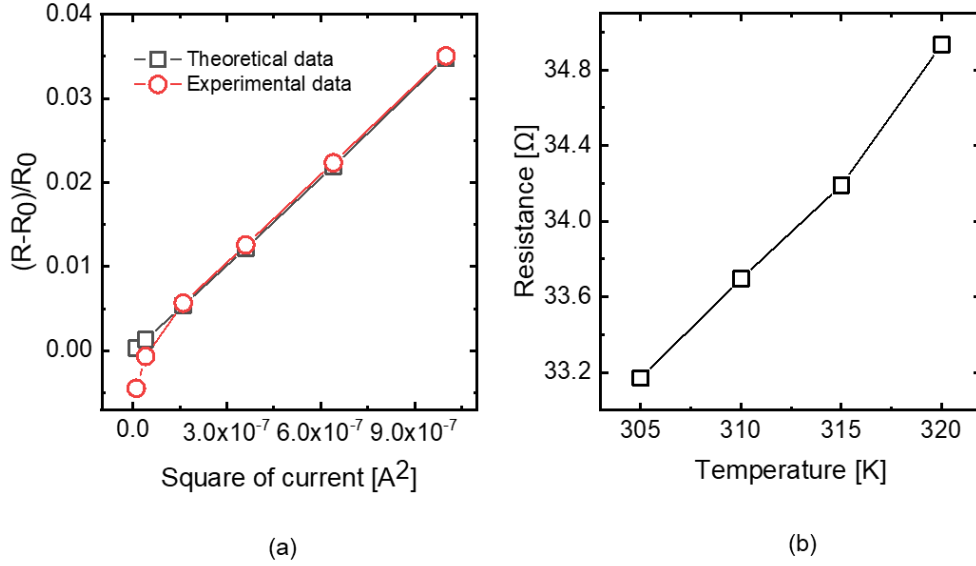 0.04
0.03
0.02
0.01
0.00
(R-R₀)/R₀
Theoretical data
Experimental data
0.0
3.0x10⁻⁷
6.0x10⁻⁷
9.0x10⁻⁷
Square of current [A²]
(a)
34.8
34.4
34.0
33.6
33.2
Resistance [Ω]
305
310
315
320
Temperature [K]
(b)